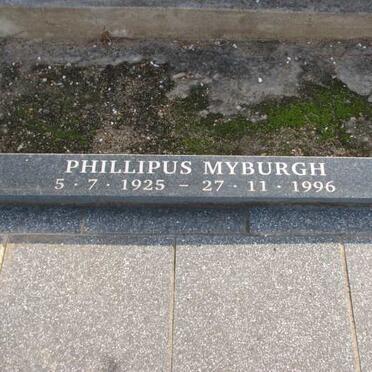 PHILLIPUS MYBURGH
5 · 7 · 1925 – 27 · 11 · 1996